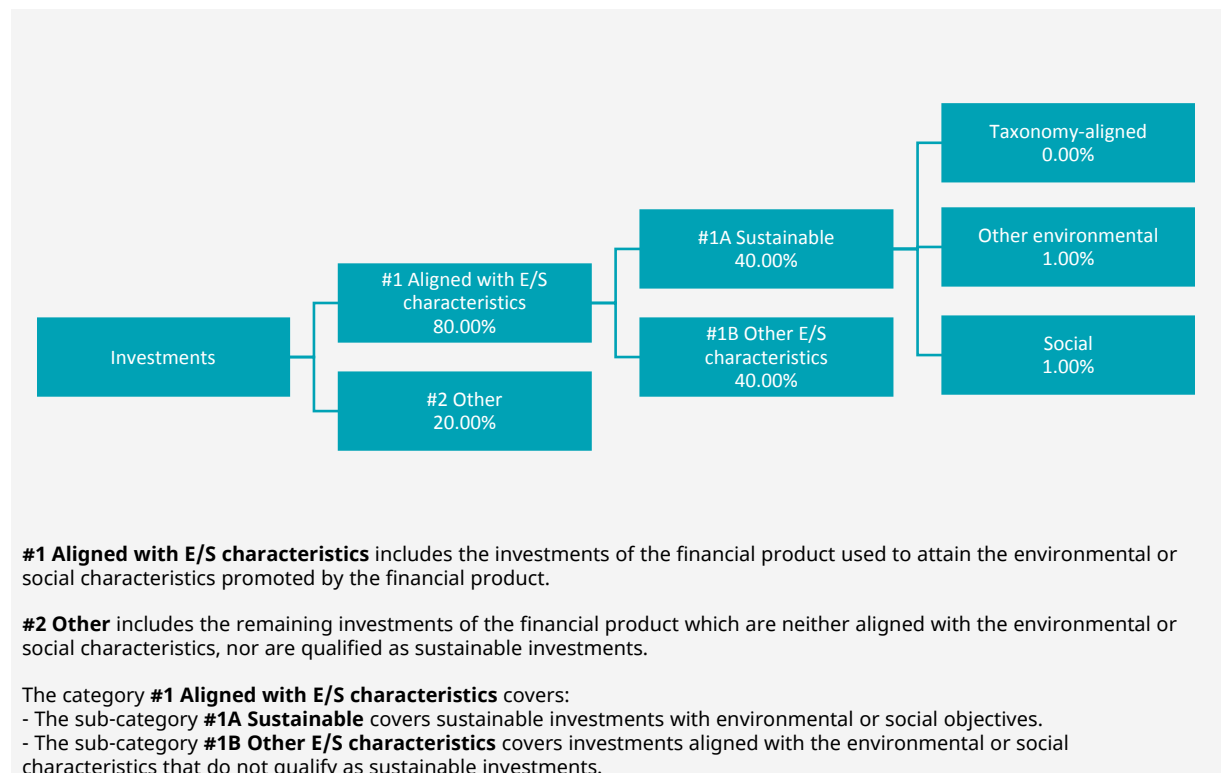 Taxonomy-aligned
0.00%
#1A Sustainable
40.00%
Other environmental
1.00%
#1 Aligned with E/S
characteristics
80.00%
Investments
#1B Other E/S
characteristics
40.00%
Social
1.00%
#2 Other
20.00%
#1 Aligned with E/S characteristics includes the investments of the financial product used to attain the environmental or
social characteristics promoted by the financial product.
#2 Other includes the remaining investments of the financial product which are neither aligned with the environmental or
social characteristics, nor are qualified as sustainable investments.
The category #1 Aligned with E/S characteristics covers:
- The sub-category #1A Sustainable covers sustainable investments with environmental or social objectives.
- The sub-category #1B Other E/S characteristics covers investments aligned with the environmental or social
characteristics that do not qualify as sustainable investments.